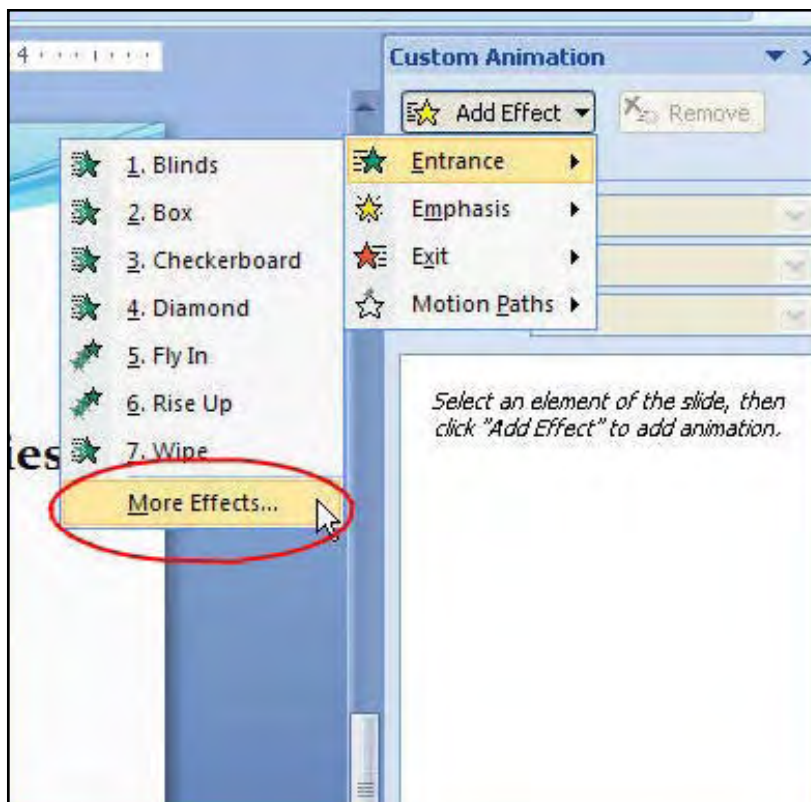 4
Custom Animation
Add Effect
Remove
Entrance
Emphasis
Exit
Motion Paths
1. Blinds
2. Box
3. Checkerboard
4. Diamond
5. Fly In
6. Rise Up
7. Wipe
More Effects...
ies
Select an element of the slide, then
click "Add Effect" to add animation.